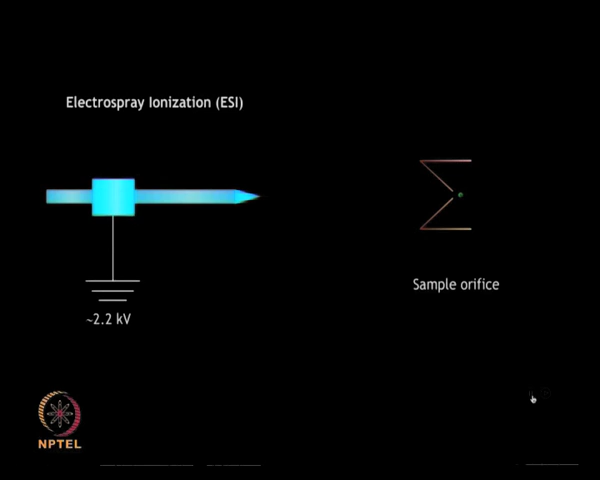 Electrospray Ionization (ESI)
Sample orifice
~2.2 kV
NPTEL